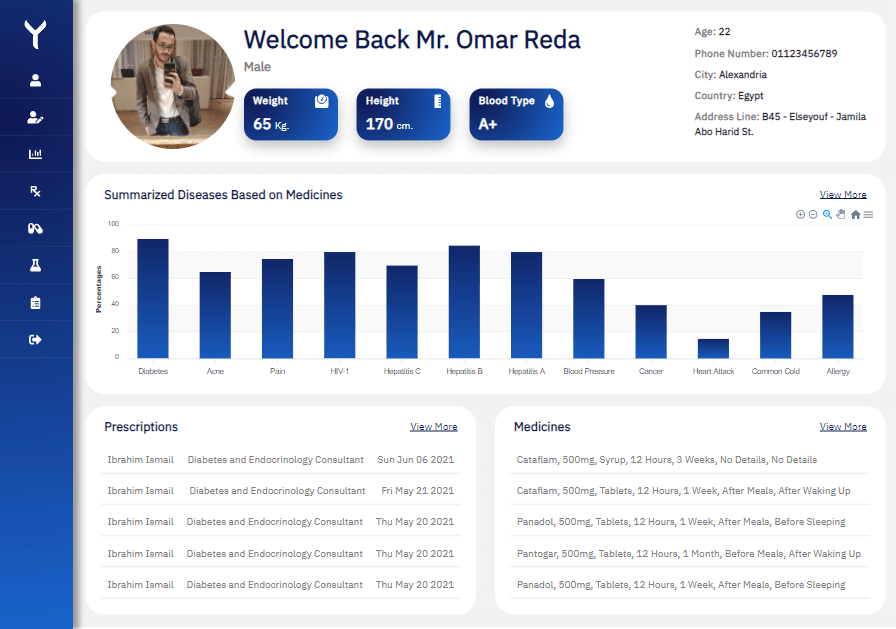 Welcome Back Mr. Omar Reda
Male
Weight
65 Kg.
Height
170 cm.
Blood Type
A+
Age: 22
Phone Number: 01123456789
City: Alexandria
Country: Egypt
Address Line: B45 - Elseyouf - Jamila
Abo Harid St.
Summarized Diseases Based on Medicines
View More
Percentages
100
80
60
40
20
0
Diabetes
Acne
Pain
HIV-1
Hepatitis C
Hepatitis B
Hepatitis A
Blood Pressure
Cancer
Heart Attack
Common Cold
Allergy
Prescriptions
View More
Ibrahim Ismail Diabetes and Endocrinology Consultant Sun Jun 06 2021
Ibrahim Ismail Diabetes and Endocrinology Consultant Fri May 21 2021
Ibrahim Ismail Diabetes and Endocrinology Consultant Thu May 20 2021
Ibrahim Ismail Diabetes and Endocrinology Consultant Thu May 20 2021
Ibrahim Ismail Diabetes and Endocrinology Consultant Thu May 20 2021
Medicines
View More
Cataflam, 500mg, Syrup, 12 Hours, 3 Weeks, No Details, No Details
Cataflam, 500mg, Tablets, 12 Hours, 1 Week, After Meals, After Waking Up
Panadol, 500mg, Tablets, 12 Hours, 1 Week, After Meals, Before Sleeping
Pantogar, 500mg, Tablets, 12 Hours, 1 Month, Before Meals, After Waking Up
Panadol, 500mg, Tablets, 12 Hours, 1 Week, After Meals, Before Sleeping